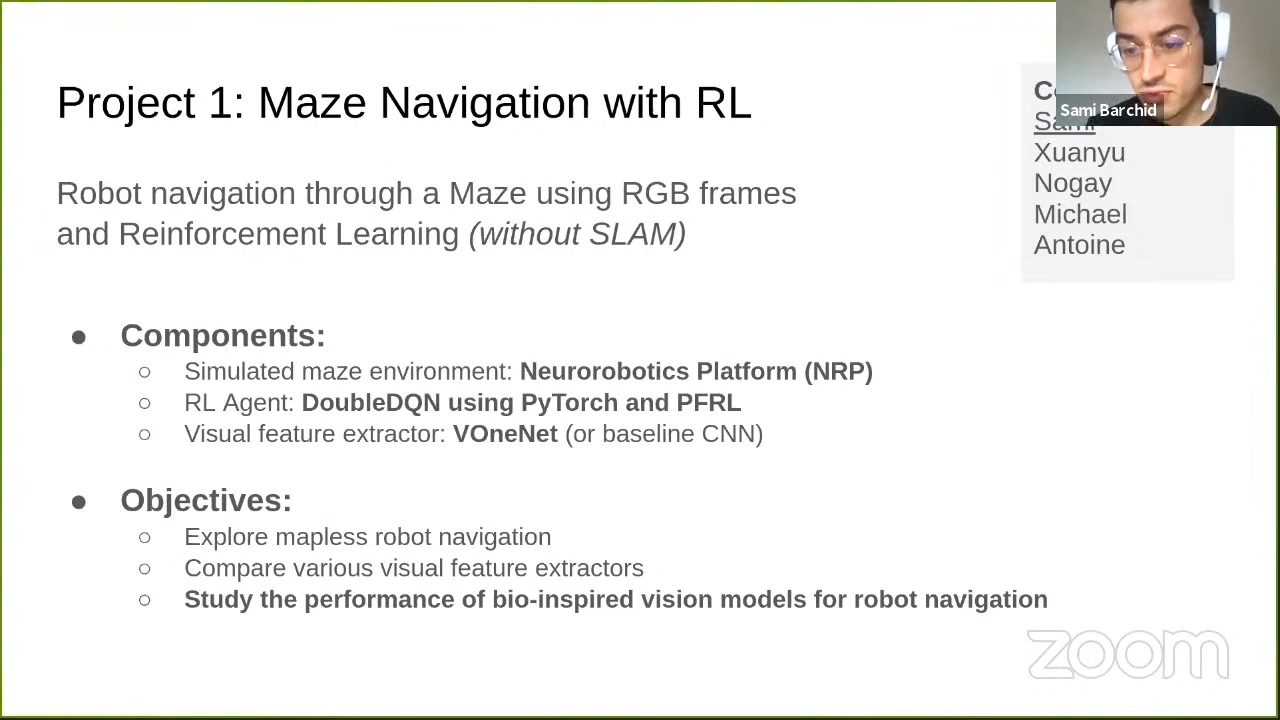 Project 1: Maze Navigation with RL
Sami Barchid
Sami
Xuanyu
Nogay
Michael
Antoine
Robot navigation through a Maze using RGB frames
and Reinforcement Learning (without SLAM)
● Components:
○ Simulated maze environment: Neurorobotics Platform (NRP)
○ RL Agent: DoubleDQN using PyTorch and PFRL
○ Visual feature extractor: VOneNet (or baseline CNN)
● Objectives:
○ Explore mapless robot navigation
○ Compare various visual feature extractors
○ Study the performance of bio-inspired vision models for robot navigation
zoom